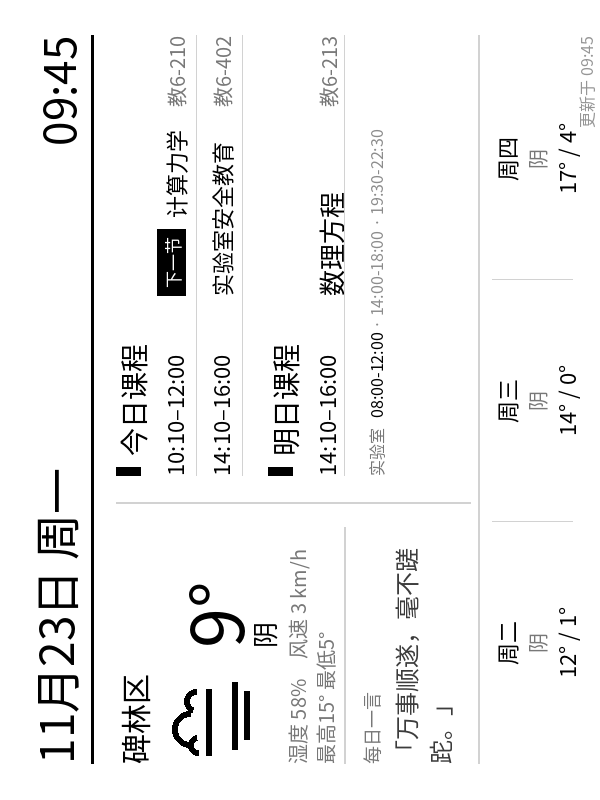 11月23日 周一
09:45
碑林区
9°
阴
湿度 58% 风速 3 km/h
最高15° 最低5°
每日一言
「万事顺遂，毫不蹉
跎。」
今日课程
10:10–12:00 下一节 计算力学 教6-210
14:10–16:00 实验室安全教育 教6-402
明日课程
14:10–16:00 数理方程 教6-213
实验室 08:00-12:00 · 14:00-18:00 · 19:30-22:30
周二
阴
12° / 1°
周三
阴
14° / 0°
周四
阴
17° / 4°
更新于 09:45